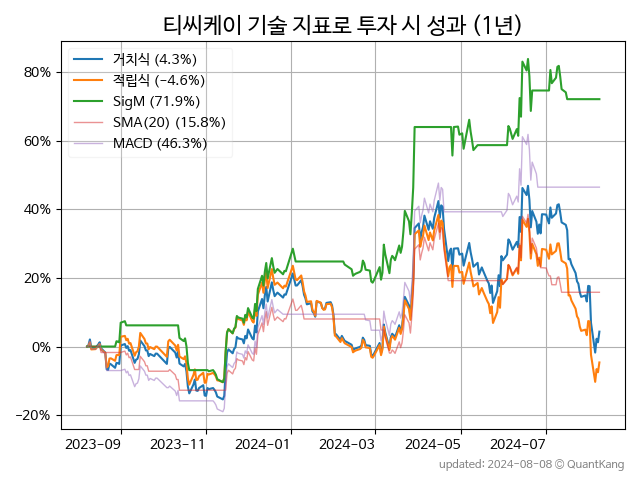 티씨케이 기술 지표로 투자 시 성과 (1년)
거치식 (4.3%)
적립식 (-4.6%)
SigM (71.9%)
SMA(20) (15.8%)
MACD (46.3%)
80%
60%
40%
20%
0%
-20%
2023-09 2023-11 2024-01 2024-03 2024-05 2024-07
updated: 2024-08-08 © QuantKang